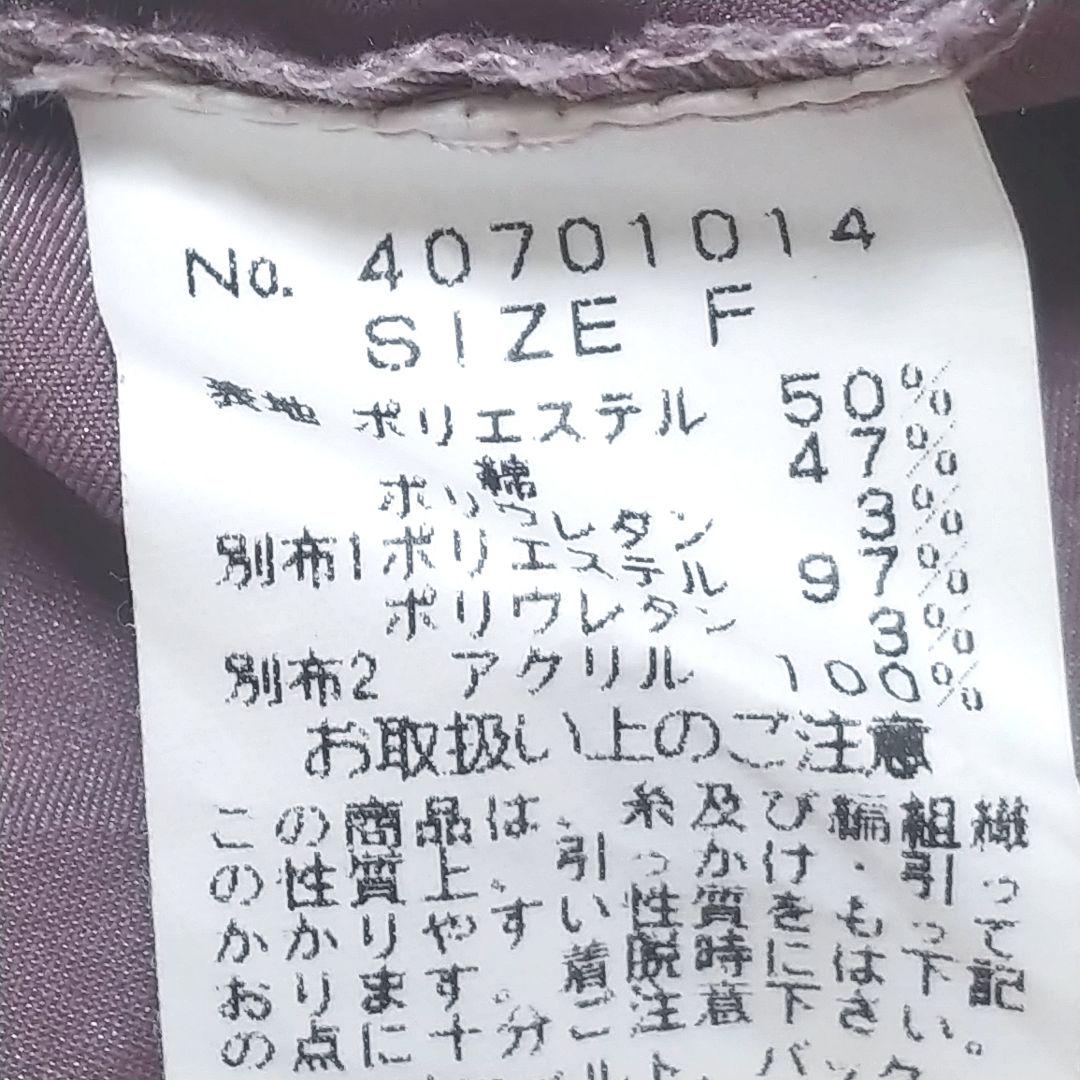 No. 40701014
SIZE F
表地 ポリエステル 50%
綿 47%
ポリウレタン 3%
別布1 ポリエステル 97%
ポリウレタン 3%
別布2 アクリル 100%
お取扱い上のご注意
この商品は、糸及び編組織
の性質上、引っかけ・引っ
かかりやすい性質をもって
おります。着脱時には下記
の点に十分ご注意下さい。